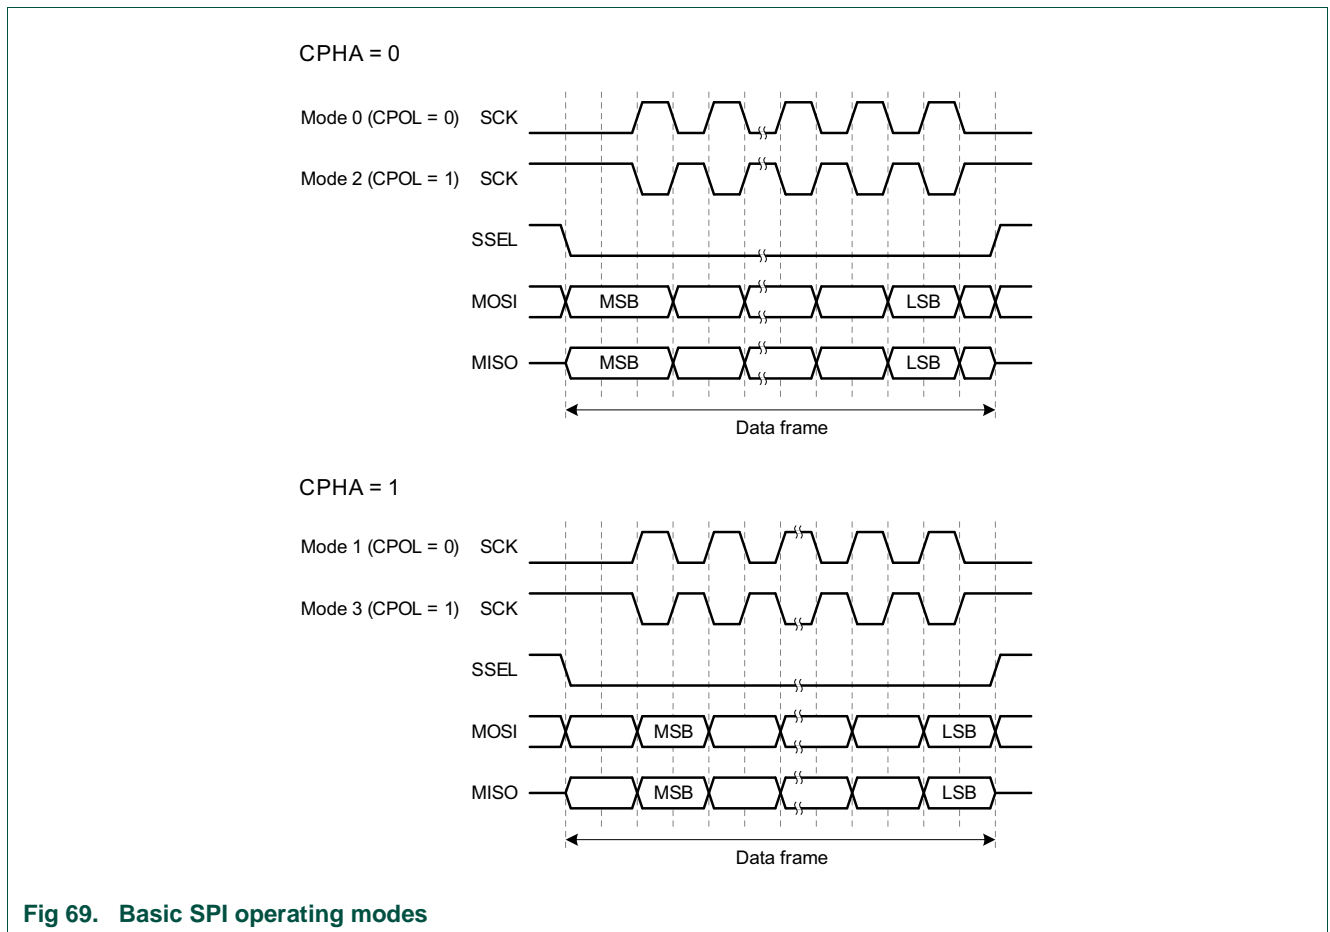 CPHA = 0
Mode 0 (CPOL = 0) SCK
Mode 2 (CPOL = 1) SCK
SSEL
MOSI MSB LSB
MISO MSB LSB
Data frame
CPHA = 1
Mode 1 (CPOL = 0) SCK
Mode 3 (CPOL = 1) SCK
SSEL
MOSI MSB LSB
MISO MSB LSB
Data frame
Fig 69. Basic SPI operating modes